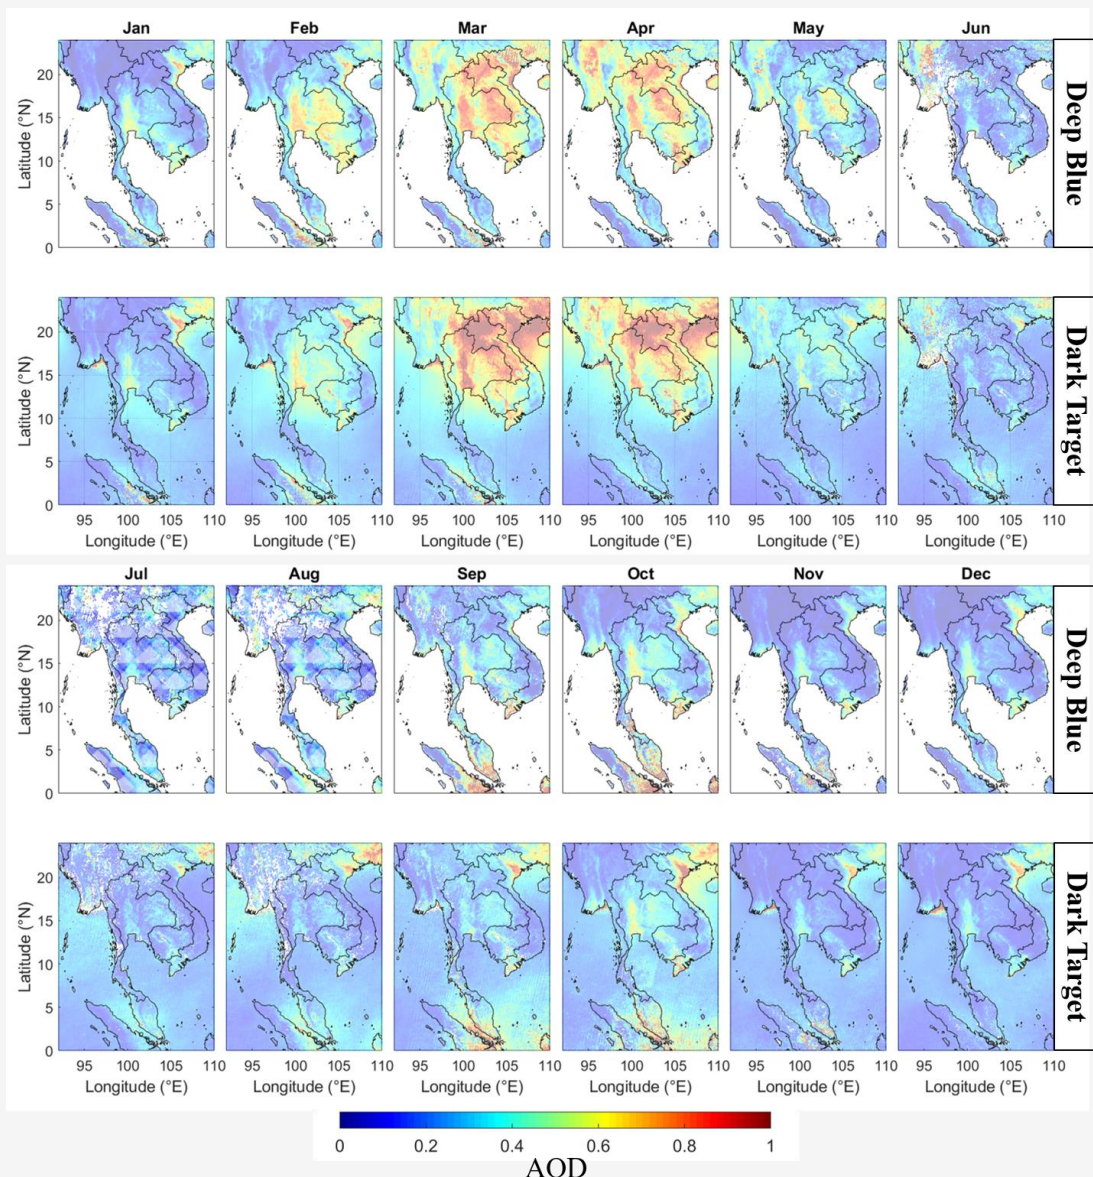 Jan Feb Mar Apr May Jun
Latitude (°N)
20
15
10
5
0
Deep Blue
Latitude (°N)
20
15
10
5
0
Dark Target
95 100 105 110 95 100 105 110 95 100 105 110 95 100 105 110 95 100 105 110 95 100 105 110
Longitude (°E) Longitude (°E) Longitude (°E) Longitude (°E) Longitude (°E) Longitude (°E)
Jul Aug Sep Oct Nov Dec
Latitude (°N)
20
15
10
5
0
Deep Blue
Latitude (°N)
20
15
10
5
0
Dark Target
95 100 105 110 95 100 105 110 95 100 105 110 95 100 105 110 95 100 105 110 95 100 105 110
Longitude (°E) Longitude (°E) Longitude (°E) Longitude (°E) Longitude (°E) Longitude (°E)
0 0.2 0.4 0.6 0.8 1
AOD